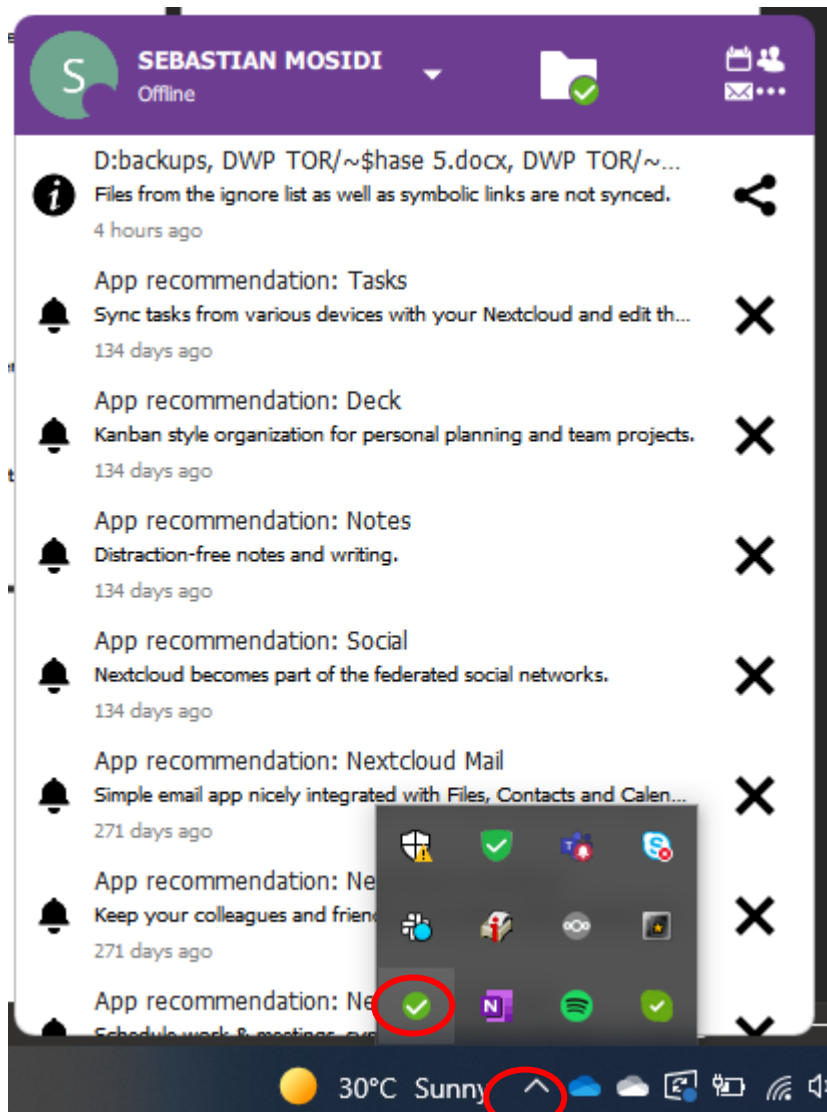 S
SEBASTIAN MOSIDI
Offline
D:backups, DWP TOR/~$hase 5.docx, DWP TOR/~...
Files from the ignore list as well as symbolic links are not synced.
4 hours ago
App recommendation: Tasks
Sync tasks from various devices with your Nextcloud and edit th...
134 days ago
App recommendation: Deck
Kanban style organization for personal planning and team projects.
134 days ago
App recommendation: Notes
Distraction-free notes and writing.
134 days ago
App recommendation: Social
Nextcloud becomes part of the federated social networks.
134 days ago
App recommendation: Nextcloud Mail
Simple email app nicely integrated with Files, Contacts and Calen...
271 days ago
App recommendation: Ne
Keep your colleagues and frien
271 days ago
App recommendation: Ne
Schedule work & meetings, syn
N
30°C Sunny